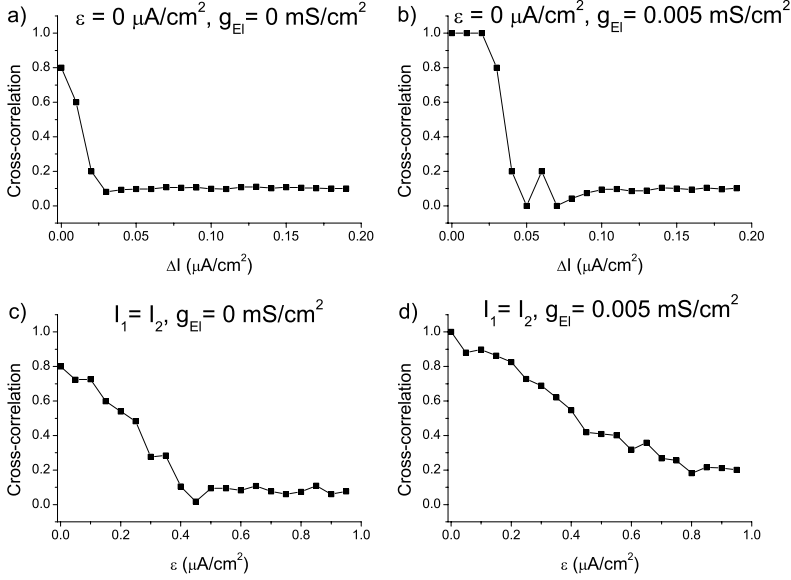 a) ε = 0 μA/cm², g_El = 0 mS/cm²
Cross-correlation
1.0
0.8
0.6
0.4
0.2
0.0
0.00 0.05 0.10 0.15 0.20
ΔI (μA/cm²)
b) ε = 0 μA/cm², g_El = 0.005 mS/cm²
Cross-correlation
1.0
0.8
0.6
0.4
0.2
0.0
0.00 0.05 0.10 0.15 0.20
ΔI (μA/cm²)
c) I₁= I₂, g_El = 0 mS/cm²
Cross-correlation
1.0
0.8
0.6
0.4
0.2
0.0
0.0 0.2 0.4 0.6 0.8 1.0
ε (μA/cm²)
d) I₁= I₂, g_El = 0.005 mS/cm²
Cross-correlation
1.0
0.8
0.6
0.4
0.2
0.0
0.0 0.2 0.4 0.6 0.8 1.0
ε (μA/cm²)